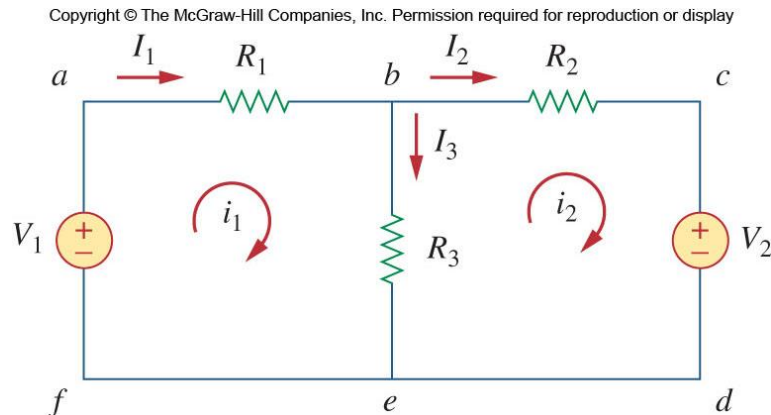 Copyright © The McGraw-Hill Companies, Inc. Permission required for reproduction or display
I₁ R₁ I₂ R₂
a b c
I₃
i₁ i₂
V₁ + − R₃ + − V₂
f e d